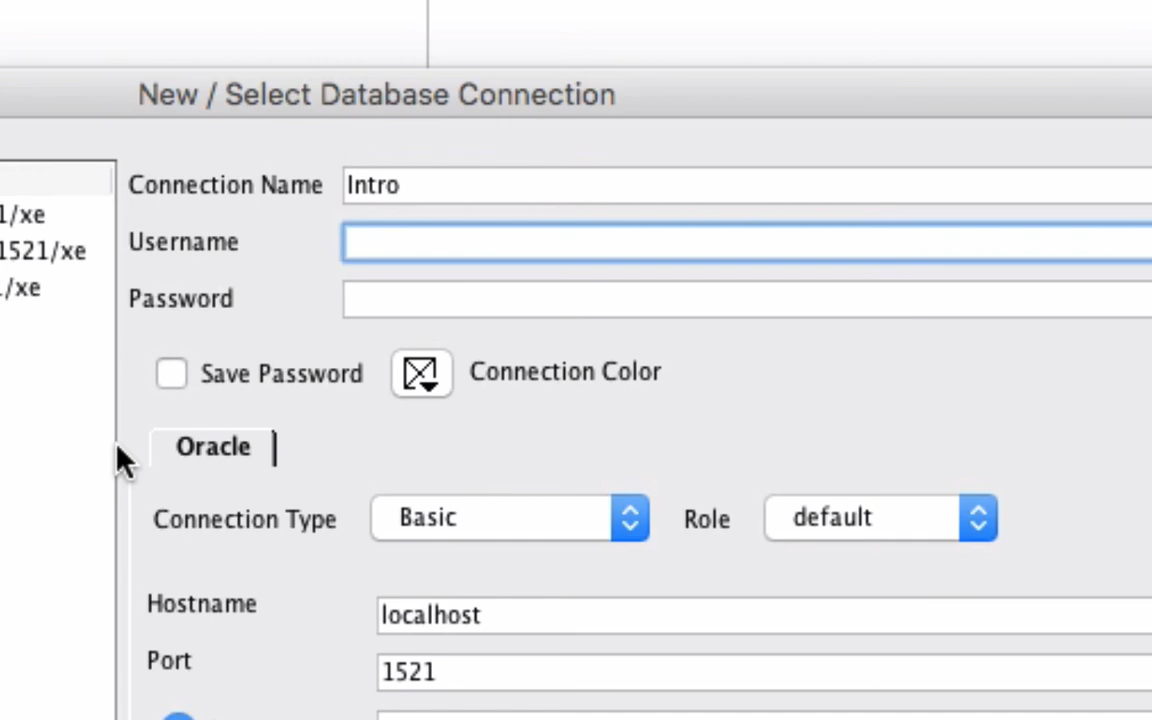 New / Select Database Connection
Connection Name Intro
1/xe
Username
1521/xe
/xe
Password
Save Password Connection Color
Oracle
Connection Type Basic Role default
Hostname localhost
Port 1521